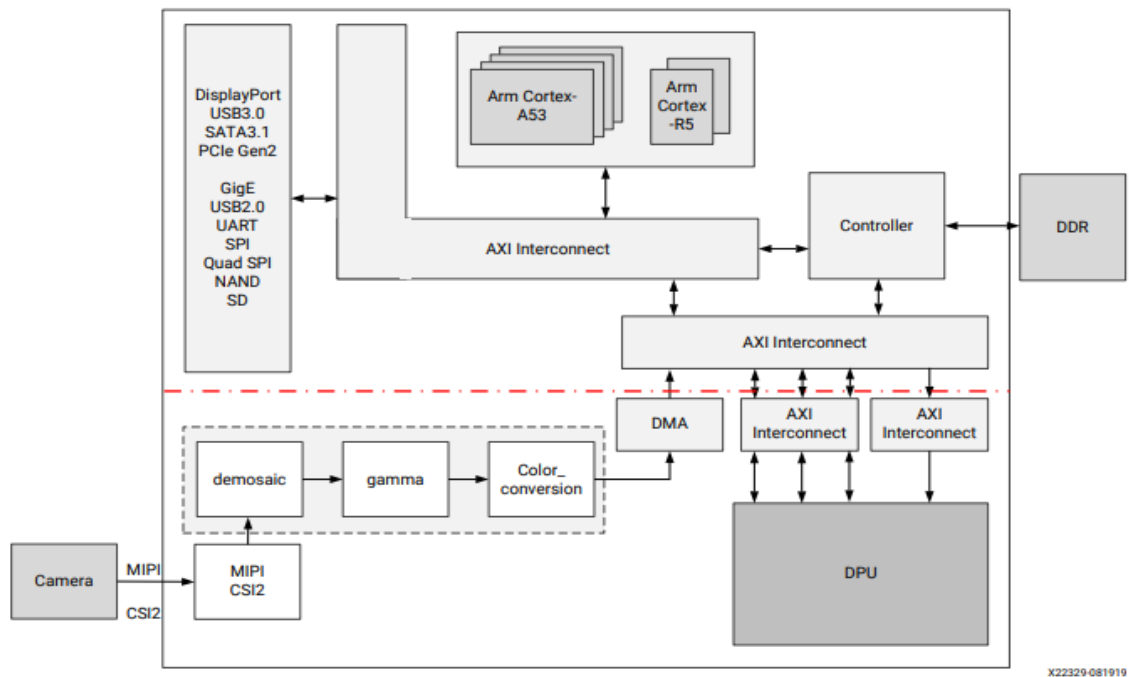 DisplayPort
USB3.0
SATA3.1
PCIe Gen2
GigE
USB2.0
UART
SPI
Quad SPI
NAND
SD
Arm Cortex-
A53
Arm
Cortex
-R5
AXI Interconnect
Controller
DDR
AXI Interconnect
DMA
AXI
Interconnect
AXI
Interconnect
demosaic
gamma
Color_
conversion
Camera
MIPI
CSI2
MIPI
CSI2
DPU
X22329-081919